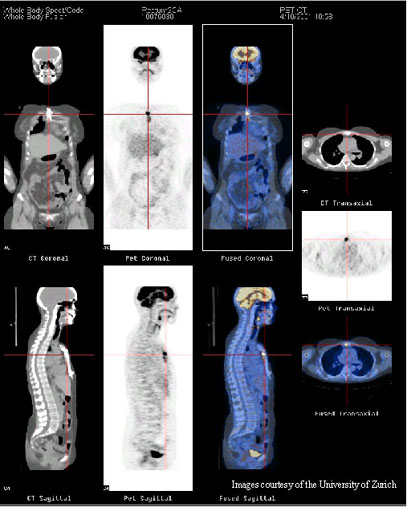 Whole Body Spect/Code
Whole Body Fusion
PET CT
CT Coronal
Pet Coronal
Fused Coronal
CT Transaxial
Pet Transaxial
Fused Transaxial
CT Sagittal
Pet Sagittal
Fused Sagittal
Images courtesy of the University of Zurich